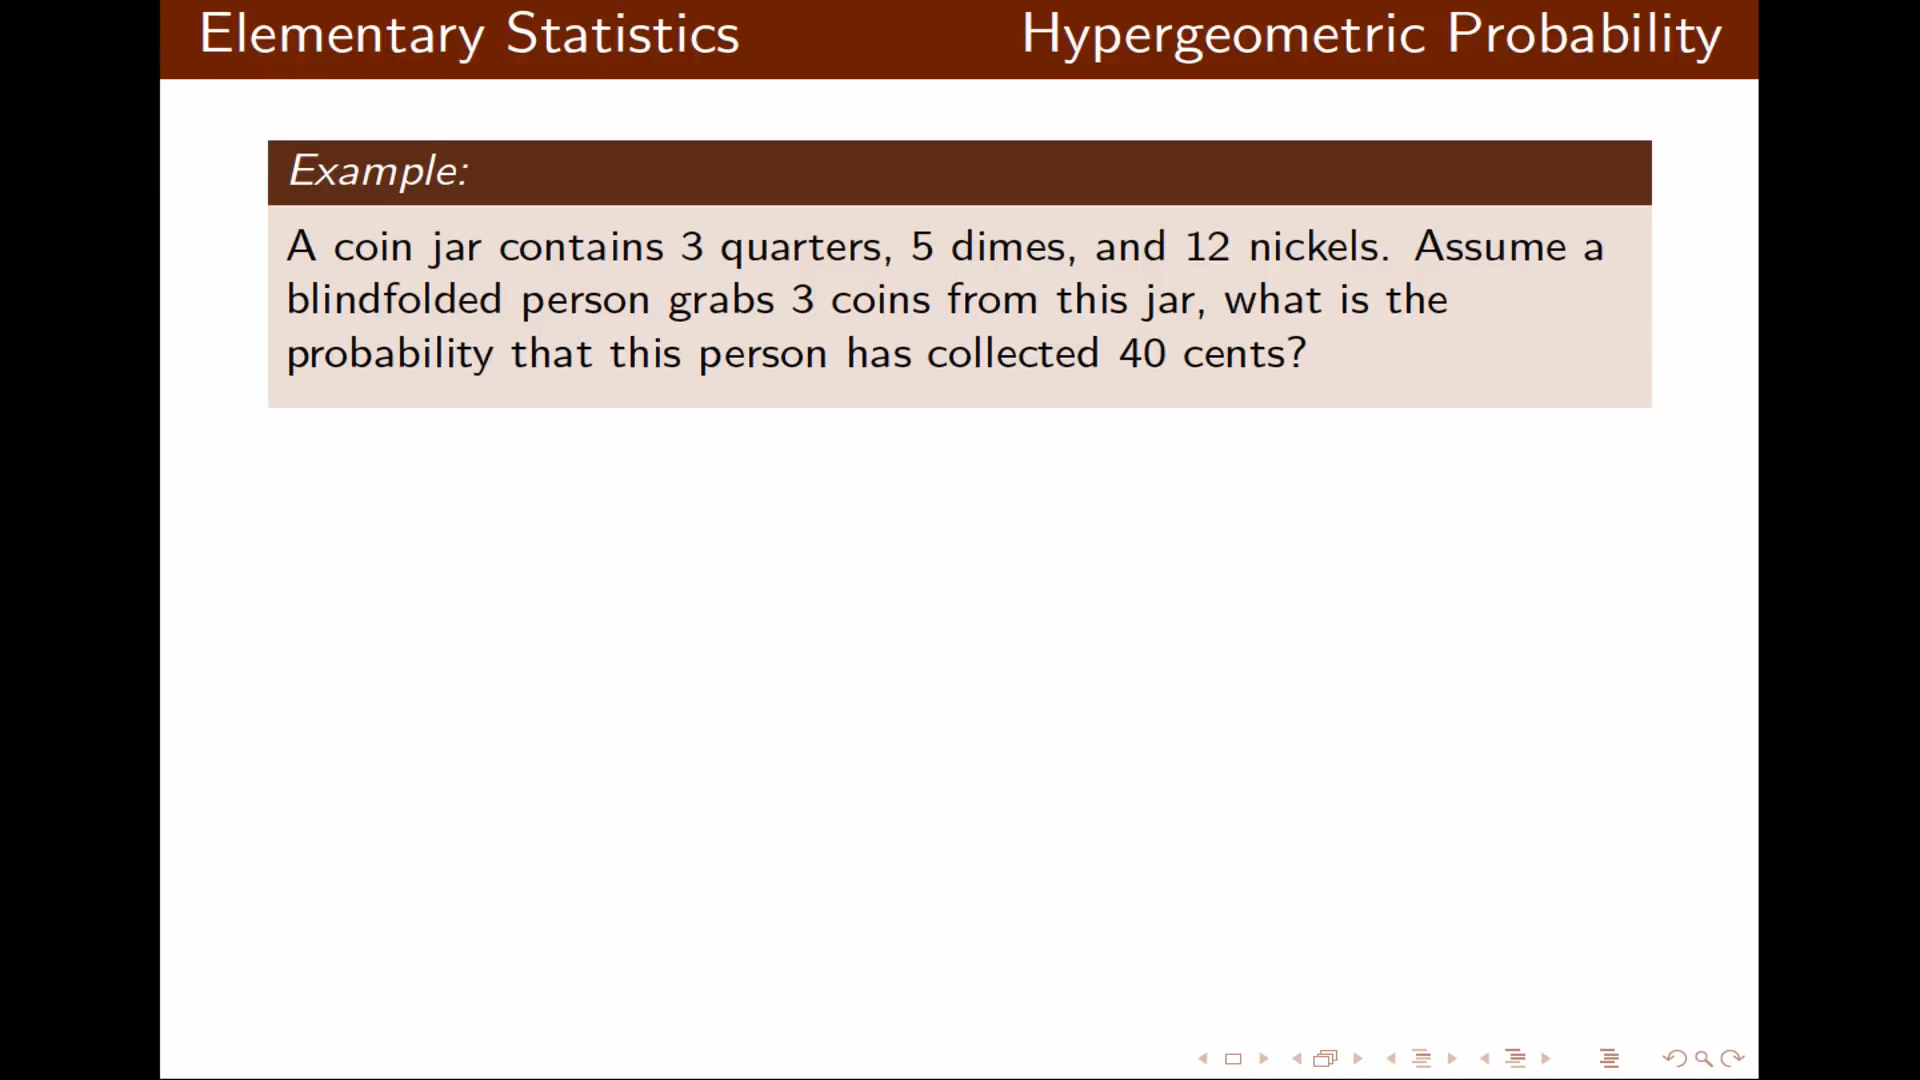 Elementary Statistics Hypergeometric Probability
Example:
A coin jar contains 3 quarters, 5 dimes, and 12 nickels. Assume a
blindfolded person grabs 3 coins from this jar, what is the
probability that this person has collected 40 cents?